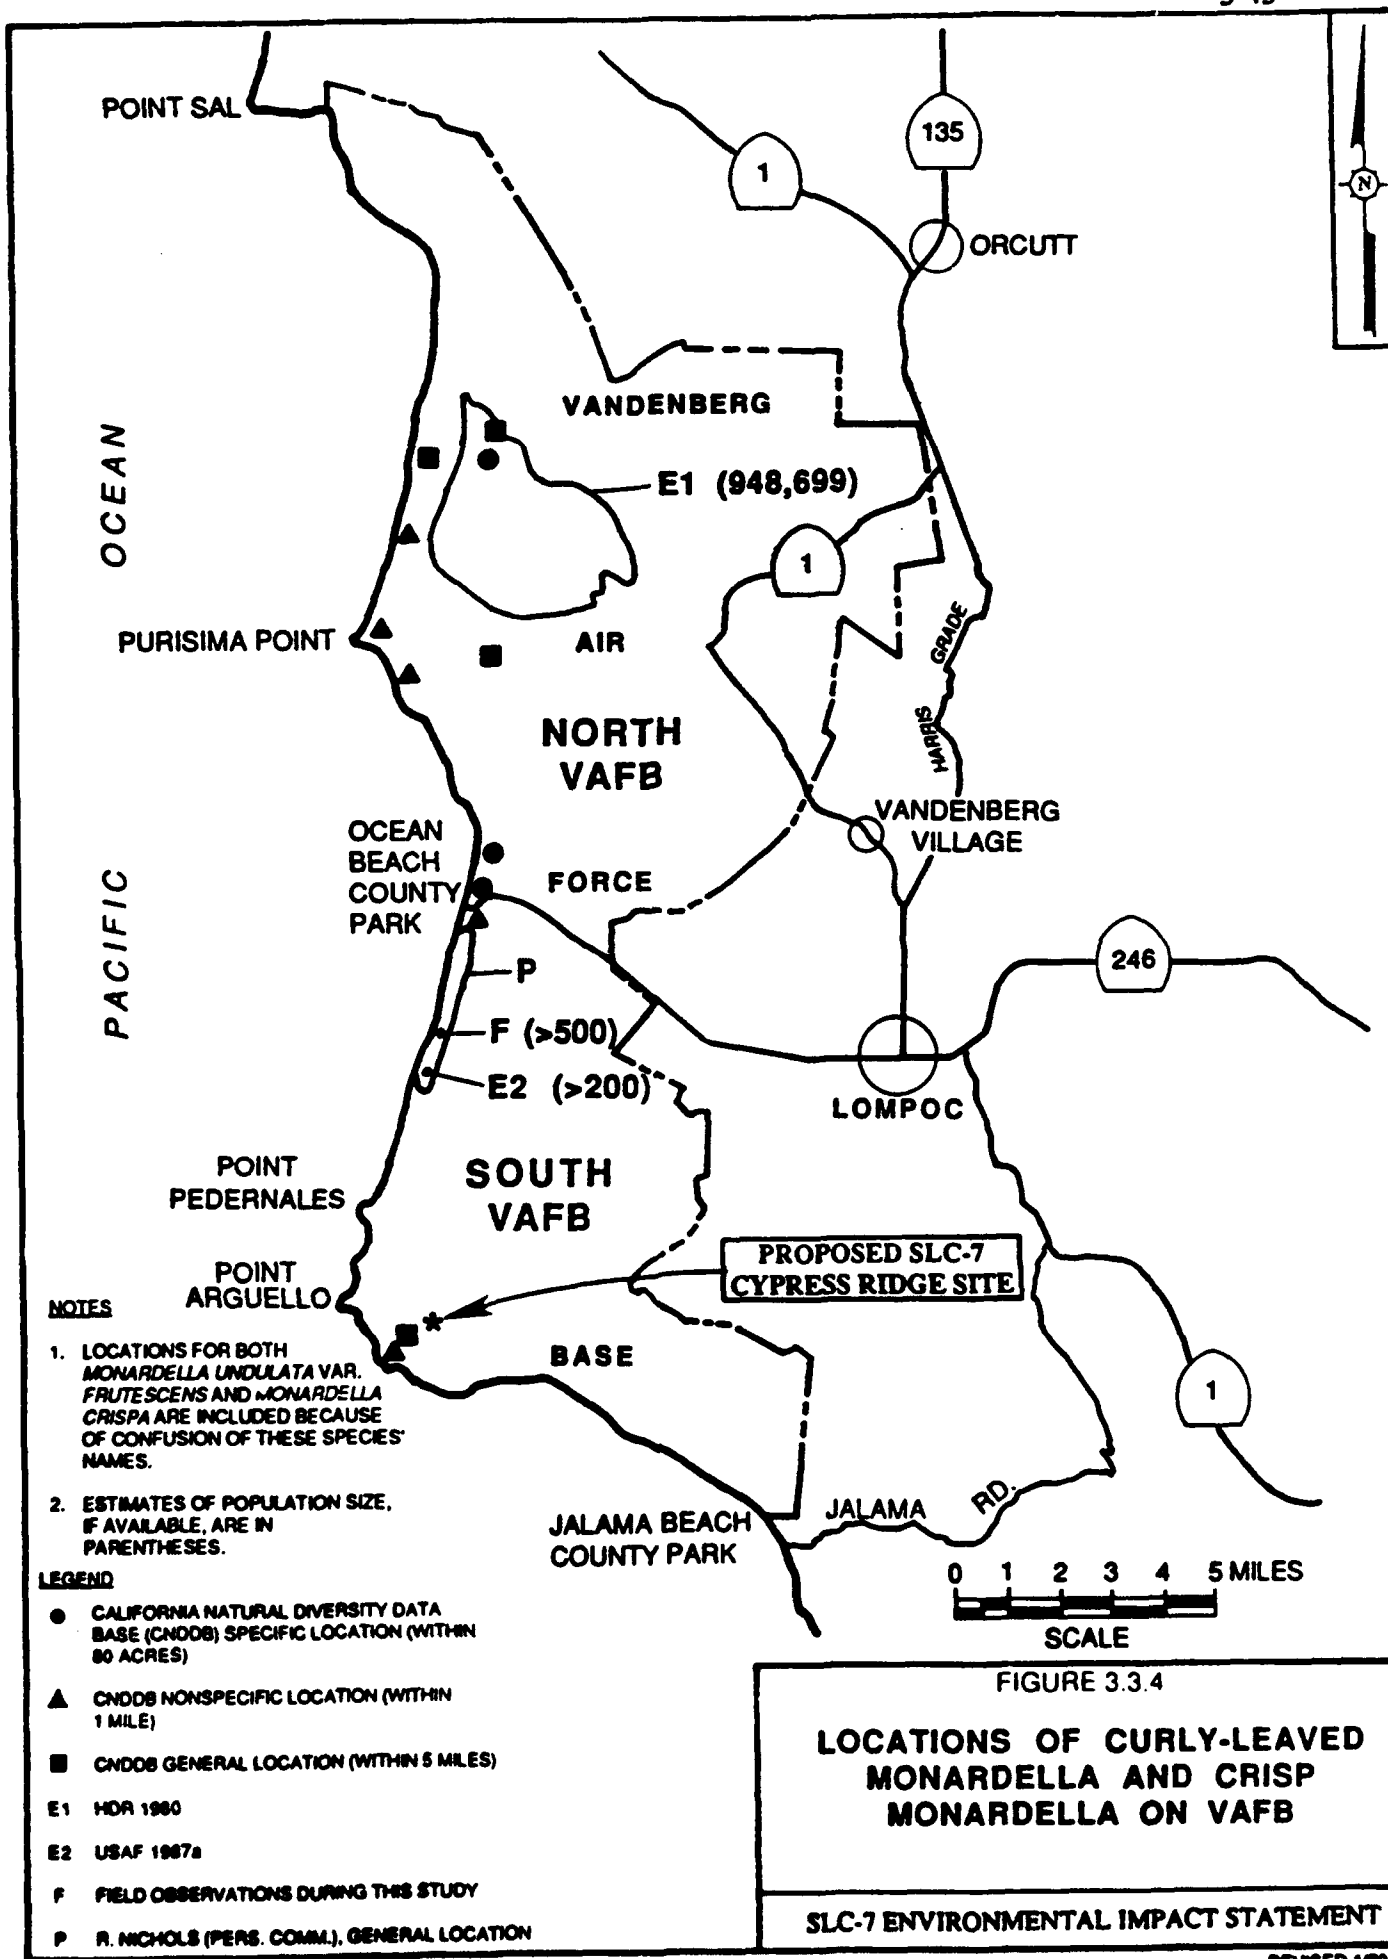 POINT SAL
135
1
N
ORCUTT
VANDENBERG
OCEAN
E1 (948,699)
1
PURISIMA POINT
AIR
GRADE
HARRIS
NORTH
VAFB
VANDENBERG
VILLAGE
OCEAN
BEACH
COUNTY
PARK
FORCE
PACIFIC
246
P
F (>500)
E2 (>200)
LOMPOC
POINT
PEDERNALES
SOUTH
VAFB
PROPOSED SLC-7
CYPRESS RIDGE SITE
POINT
ARGUELLO
BASE
1
NOTES
1. LOCATIONS FOR BOTH
MONARDELLA UNDULATA VAR.
FRUTESCENS AND MONARDELLA
CRISPA ARE INCLUDED BECAUSE
OF CONFUSION OF THESE SPECIES'
NAMES.
2. ESTIMATES OF POPULATION SIZE,
IF AVAILABLE, ARE IN
PARENTHESES.
JALAMA BEACH
COUNTY PARK
JALAMA RD.
0 1 2 3 4 5 MILES
SCALE
LEGEND
CALIFORNIA NATURAL DIVERSITY DATA
BASE (CNDDB) SPECIFIC LOCATION (WITHIN
80 ACRES)
CNDDB NONSPECIFIC LOCATION (WITHIN
1 MILE)
CNDDB GENERAL LOCATION (WITHIN 5 MILES)
E1 HDR 1980
E2 USAF 1987a
F FIELD OBSERVATIONS DURING THIS STUDY
P R. NICHOLS (PERS. COMM.), GENERAL LOCATION
FIGURE 3.3.4
LOCATIONS OF CURLY-LEAVED
MONARDELLA AND CRISP
MONARDELLA ON VAFB
SLC-7 ENVIRONMENTAL IMPACT STATEMENT